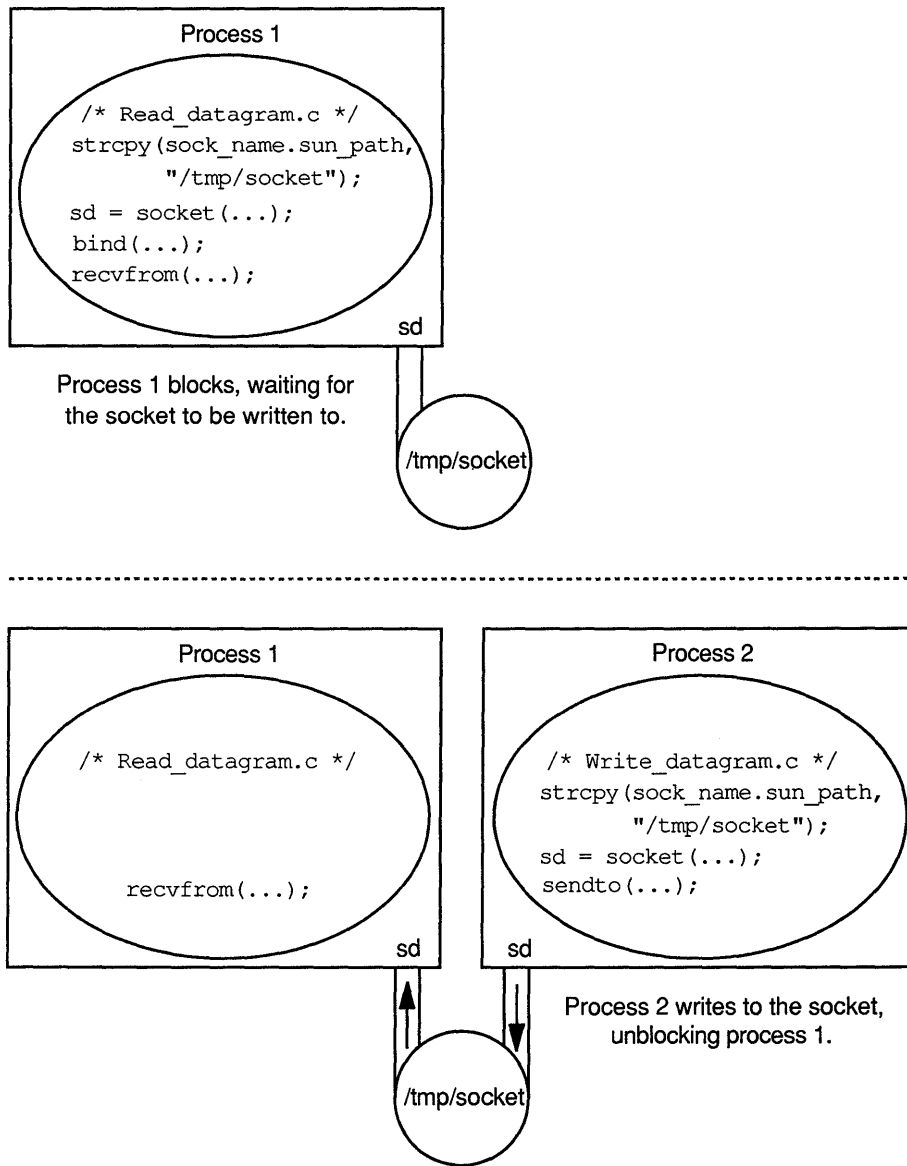 Process 1
/* Read_datagram.c */
strcpy(sock_name.sun_path,
"/tmp/socket");
sd = socket(...);
bind(...);
recvfrom(...);
sd
Process 1 blocks, waiting for
the socket to be written to.
/tmp/socket
Process 1
/* Read_datagram.c */
recvfrom(...);
sd
Process 2
/* Write_datagram.c */
strcpy(sock_name.sun_path,
"/tmp/socket");
sd = socket(...);
sendto(...);
sd
Process 2 writes to the socket,
unblocking process 1.
/tmp/socket